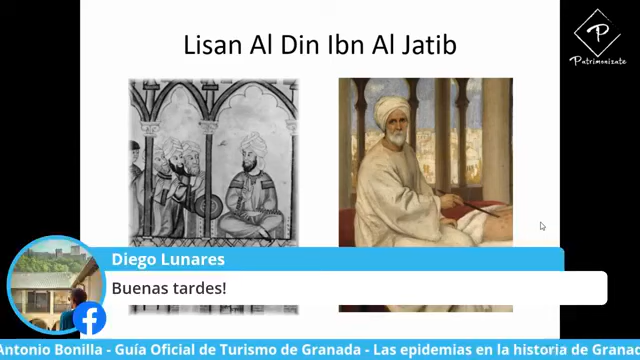 Lisan Al Din Ibn Al Jatib
P
Patrimonizate
Diego Lunares
Buenas tardes!
Antonio Bonilla - Guía Oficial de Turismo de Granada - Las epidemias en la historia de Granad